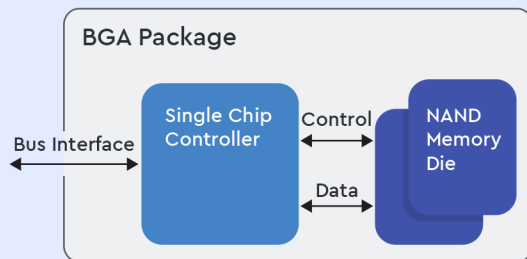 BGA Package
Bus Interface
Single Chip
Controller
Control
Data
NAND
Memory
Die